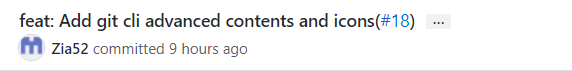 feat: Add git cli advanced contents and icons(#18) ...
Zia52 committed 9 hours ago